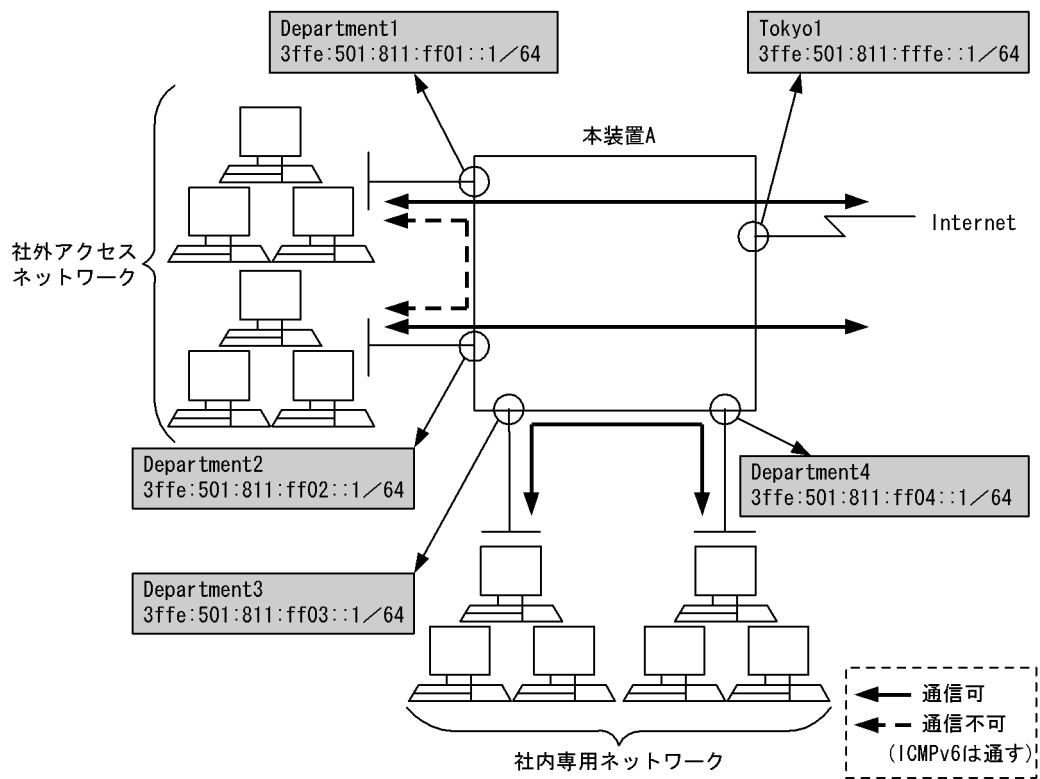 Department1
3ffe:501:811:ff01::1／64
Tokyo1
3ffe:501:811:fffe::1／64
本装置A
Internet
社外アクセス
ネットワーク
Department2
3ffe:501:811:ff02::1／64
Department4
3ffe:501:811:ff04::1／64
Department3
3ffe:501:811:ff03::1／64
通信可
通信不可
(ICMPv6は通す)
社内専用ネットワーク